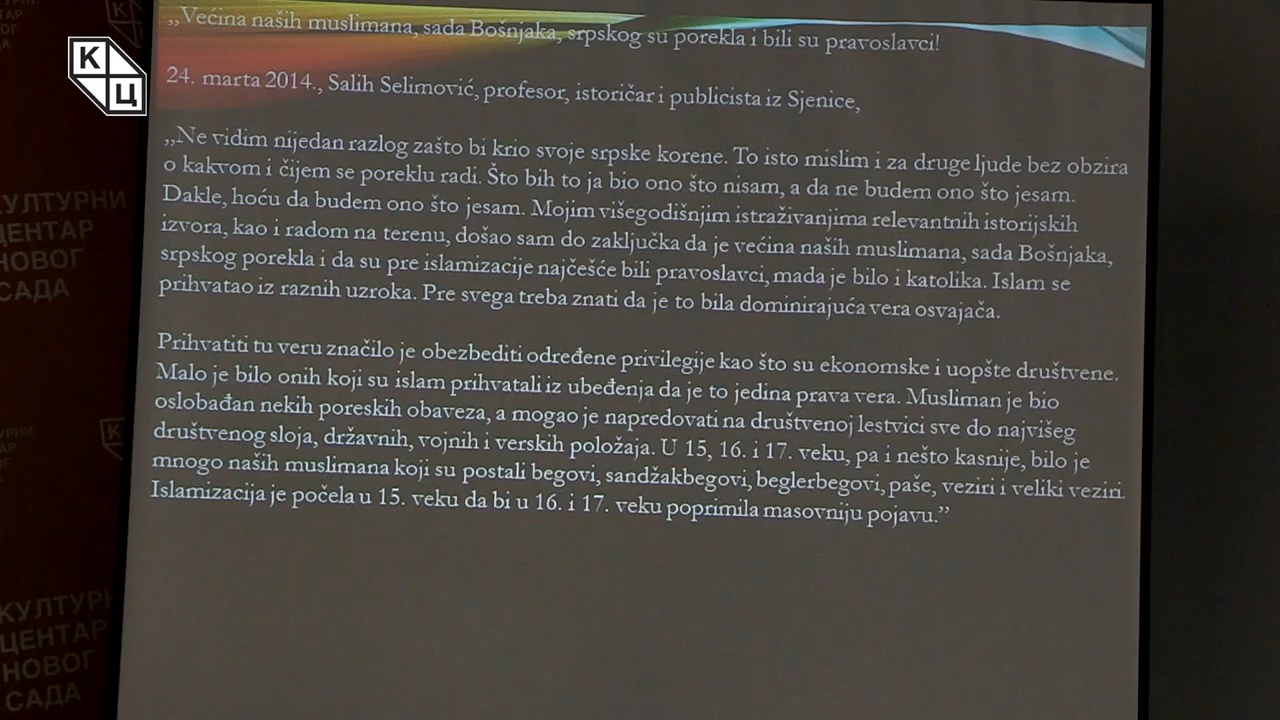 „Većina naših muslimana, sada Bošnjaka, srpskog su porekla i bili su pravoslavci!
24. marta 2014., Salih Selimović, profesor, istoričar i publicista iz Sjenice,
„Ne vidim nijedan razlog zašto bi krio svoje srpske korene. To isto mislim i za druge ljude bez obzira
o kakvom i čijem se poreklu radi. Što bih to ja bio ono što nisam, a da ne budem ono što jesam.
Dakle, hoću da budem ono što jesam. Mojim višegodišnjim istraživanjima relevantnih istorijskih
izvora, kao i radom na terenu, došao sam do zaključka da je većina naših muslimana, sada Bošnjaka,
srpskog porekla i da su pre islamizacije najčešće bili pravoslavci, mada je bilo i katolika. Islam se
prihvatao iz raznih uzroka. Pre svega treba znati da je to bila dominirajuća vera osvajača.
Prihvatiti tu veru značilo je obezbediti određene privilegije kao što su ekonomske i uopšte društvene.
Malo je bilo onih koji su islam prihvatali iz ubeđenja da je to jedina prava vera. Musliman je bio
oslobađan nekih poreskih obaveza, a mogao je napredovati na društvenoj lestvici sve do najvišeg
društvenog sloja, državnih, vojnih i verskih položaja. U 15, 16. i 17. veku, pa i nešto kasnije, bilo je
mnogo naših muslimana koji su postali begovi, sandžakbegovi, beglerbegovi, paše, veziri i veliki veziri.
Islamizacija je počela u 15. veku da bi u 16. i 17. veku poprimila masovniju pojavu.”
КЦ
КУЛТУРНИ
ЦЕНТАР
НОВОГ
САДА
КУЛТУРН
ЦЕНТАР
НОВОГ
САДА